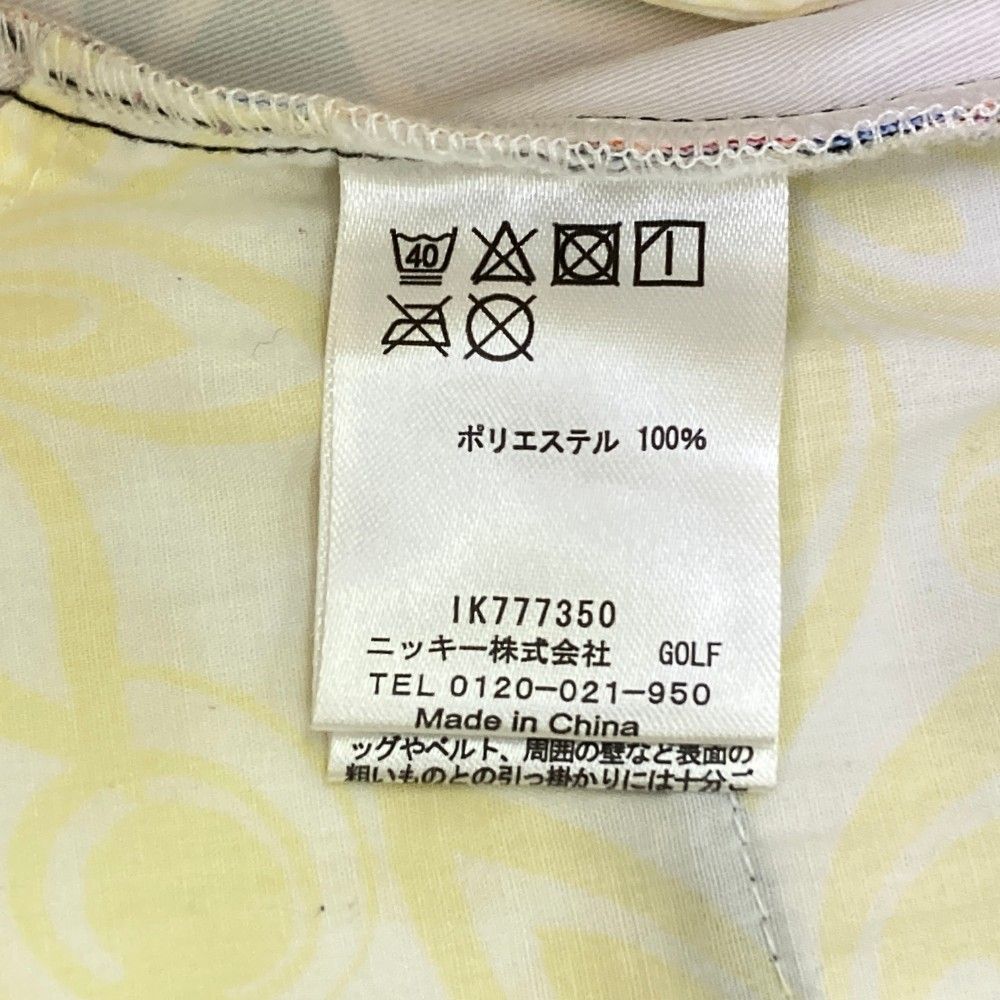 40
ポリエステル 100%
IK777350
ニッキー株式会社 GOLF
TEL 0120-021-950
Made in China
ッグやベルト、周囲の壁など表面の
粗いものとの引っ掛かりには十分ご